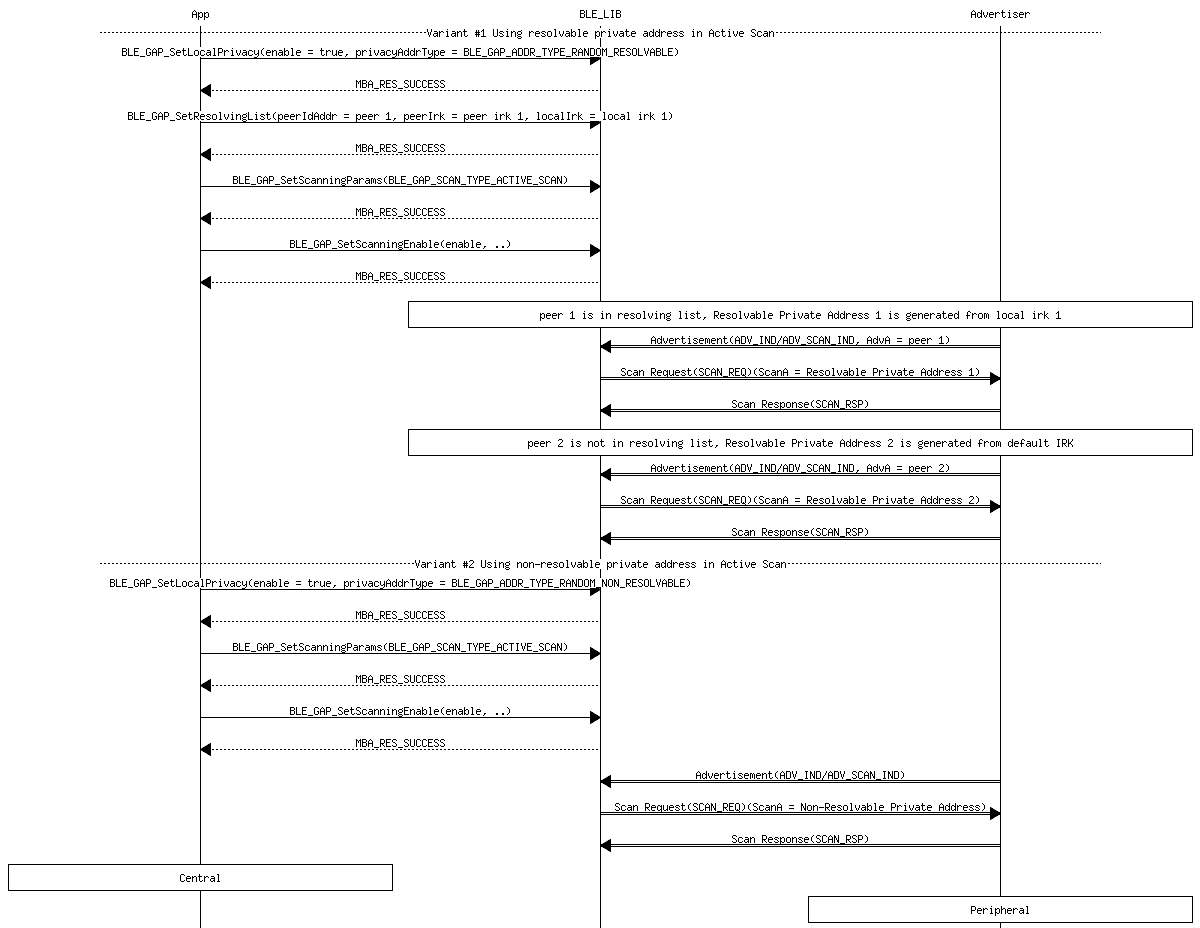 App BLE_LIB Advertiser
Variant #1 Using resolvable private address in Active Scan
BLE_GAP_SetLocalPrivacy(enable = true, privacyAddrType = BLE_GAP_ADDR_TYPE_RANDOM_RESOLVABLE)
MBA_RES_SUCCESS
BLE_GAP_SetResolvingList(peerIdAddr = peer 1, peerIrk = peer irk 1, localIrk = local irk 1)
MBA_RES_SUCCESS
BLE_GAP_SetScanningParams(BLE_GAP_SCAN_TYPE_ACTIVE_SCAN)
MBA_RES_SUCCESS
BLE_GAP_SetScanningEnable(enable, ..)
MBA_RES_SUCCESS
peer 1 is in resolving list, Resolvable Private Address 1 is generated from local irk 1
Advertisement(ADV_IND/ADV_SCAN_IND, AdvA = peer 1)
Scan Request(SCAN_REQ)(ScanA = Resolvable Private Address 1)
Scan Response(SCAN_RSP)
peer 2 is not in resolving list, Resolvable Private Address 2 is generated from default IRK
Advertisement(ADV_IND/ADV_SCAN_IND, AdvA = peer 2)
Scan Request(SCAN_REQ)(ScanA = Resolvable Private Address 2)
Scan Response(SCAN_RSP)
Variant #2 Using non-resolvable private address in Active Scan
BLE_GAP_SetLocalPrivacy(enable = true, privacyAddrType = BLE_GAP_ADDR_TYPE_RANDOM_NON_RESOLVABLE)
MBA_RES_SUCCESS
BLE_GAP_SetScanningParams(BLE_GAP_SCAN_TYPE_ACTIVE_SCAN)
MBA_RES_SUCCESS
BLE_GAP_SetScanningEnable(enable, ..)
MBA_RES_SUCCESS
Advertisement(ADV_IND/ADV_SCAN_IND)
Scan Request(SCAN_REQ)(ScanA = Non-Resolvable Private Address)
Scan Response(SCAN_RSP)
Central
Peripheral